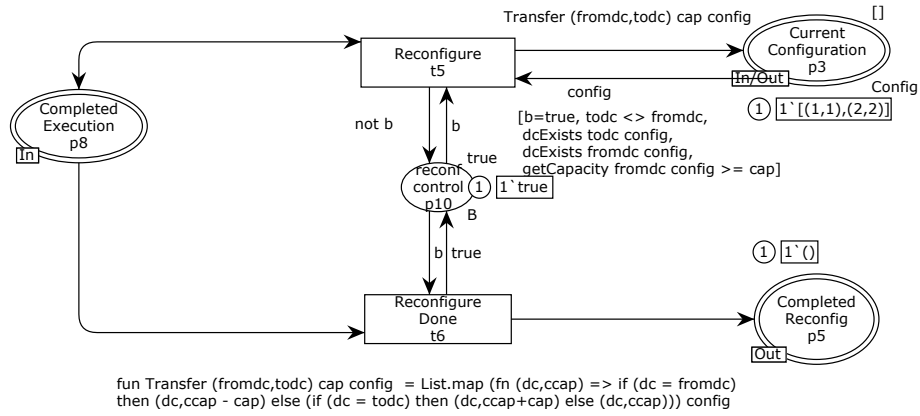 Transfer (fromdc,todc) cap config
[]
Reconfigure
t5
Current
Configuration
p3
In/Out
config
Config
1
1`[(1,1),(2,2)]
Completed
Execution
p8
In
not b
b
[b=true, todc <> fromdc,
dcExists todc config,
dcExists fromdc config,
getCapacity fromdc config >= cap]
true
reconf
control
p10
1
1`true
B
b
true
1
1`()
Reconfigure
Done
t6
Completed
Reconfig
p5
Out
fun Transfer (fromdc,todc) cap config  = List.map (fn (dc,ccap) => if (dc = fromdc)
then (dc,ccap - cap) else (if (dc = todc) then (dc,ccap+cap) else (dc,ccap))) config